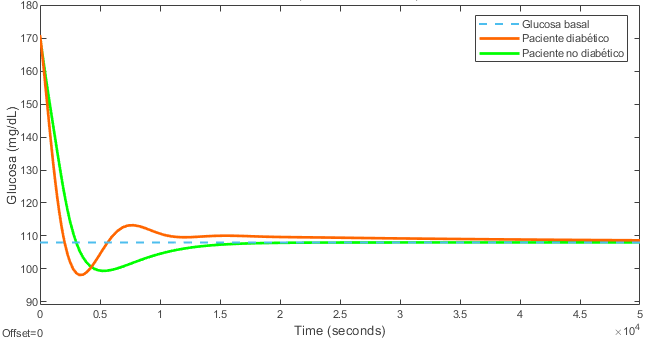 180
170
160
150
140
130
120
110
100
90
Glucosa (mg/dL)
Glucosa basal
Paciente diabético
Paciente no diabético
0 0.5 1 1.5 2 2.5 3 3.5 4 4.5 5
Time (seconds)
×10⁴
Offset=0